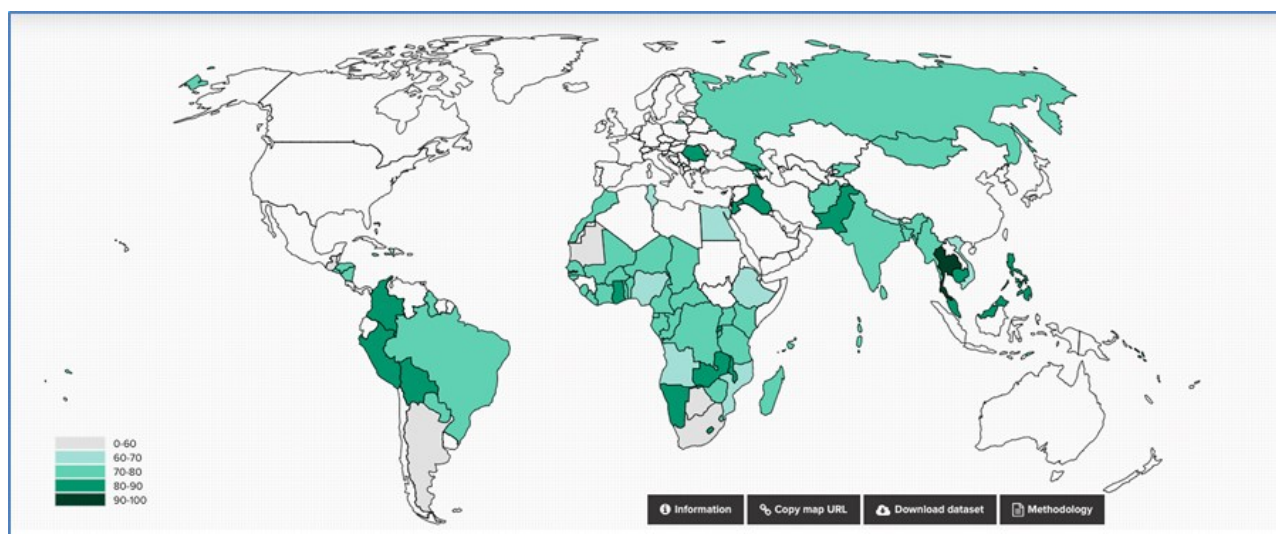 0-60
60-70
70-80
80-90
90-100
Information
Copy map URL
Download dataset
Methodology